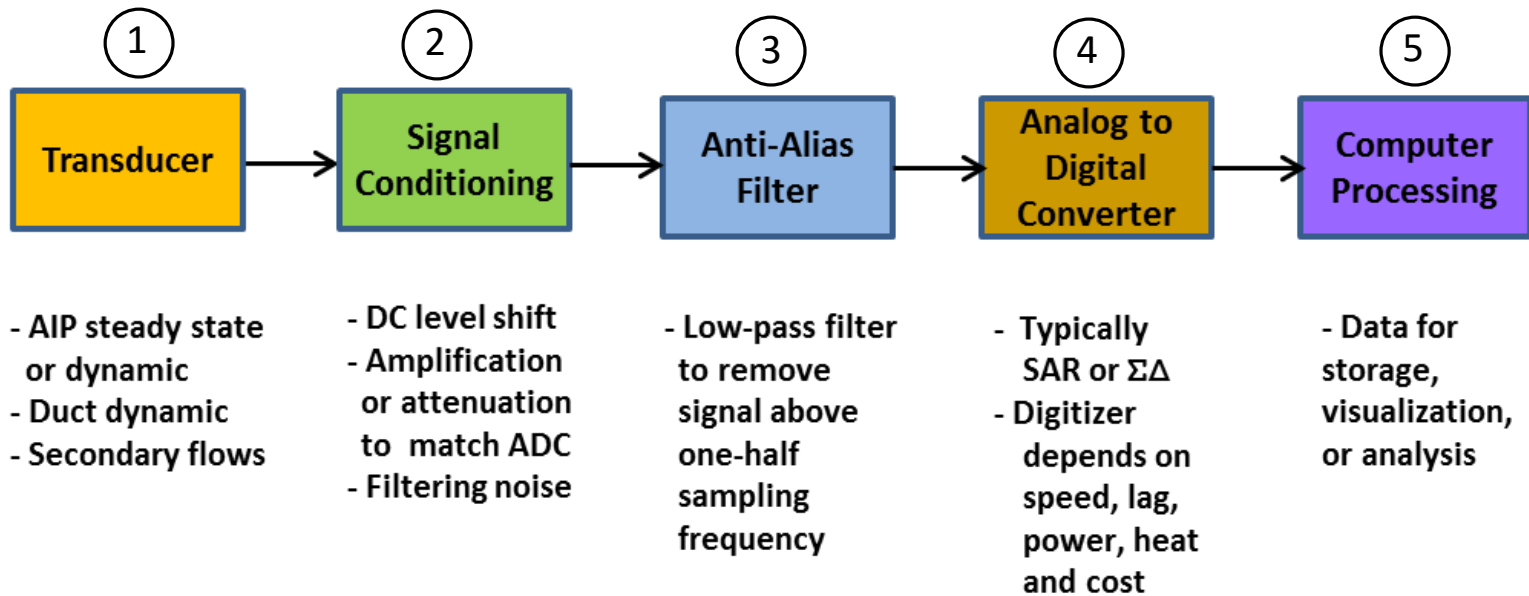 1
2
3
4
5
Transducer
Signal
Conditioning
Anti-Alias
Filter
Analog to
Digital
Converter
Computer
Processing
- AIP steady state
or dynamic
- Duct dynamic
- Secondary flows
- DC level shift
- Amplification
or attenuation
to match ADC
- Filtering noise
- Low-pass filter
to remove
signal above
one-half
sampling
frequency
- Typically
SAR or ΣΔ
- Digitizer
depends on
speed, lag,
power, heat
and cost
- Data for
storage,
visualization,
or analysis